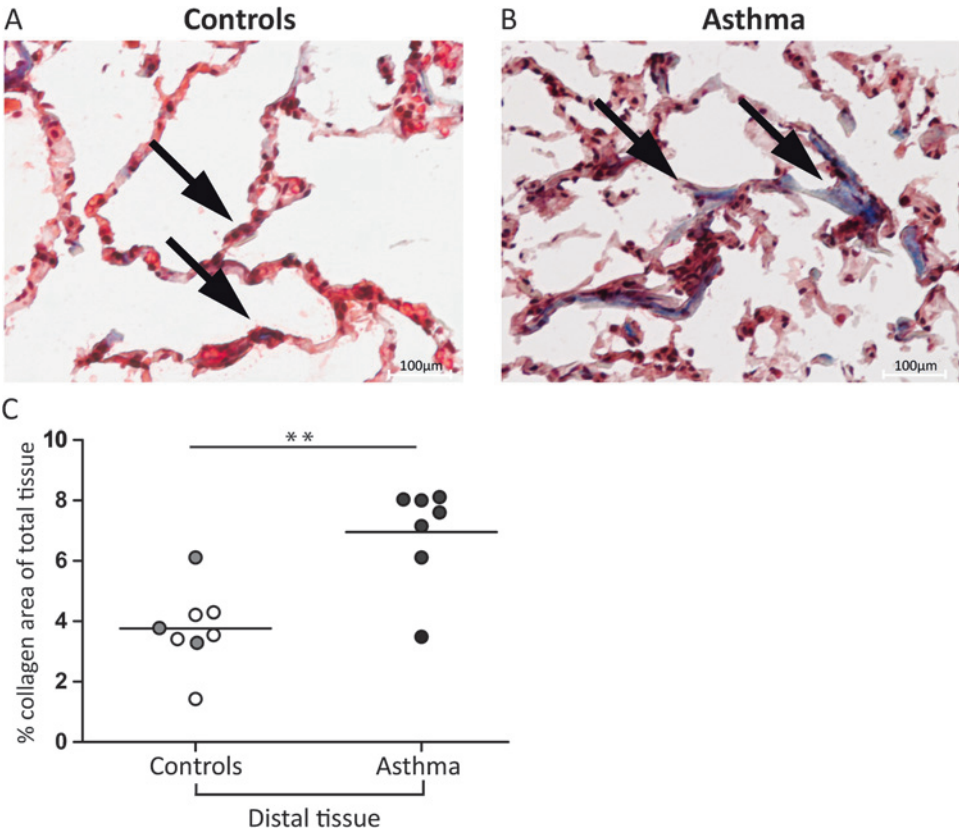 A Controls
B Asthma
100µm
100µm
C
% collagen area of total tissue
10
8
6
4
2
0
**
Controls Asthma
Distal tissue